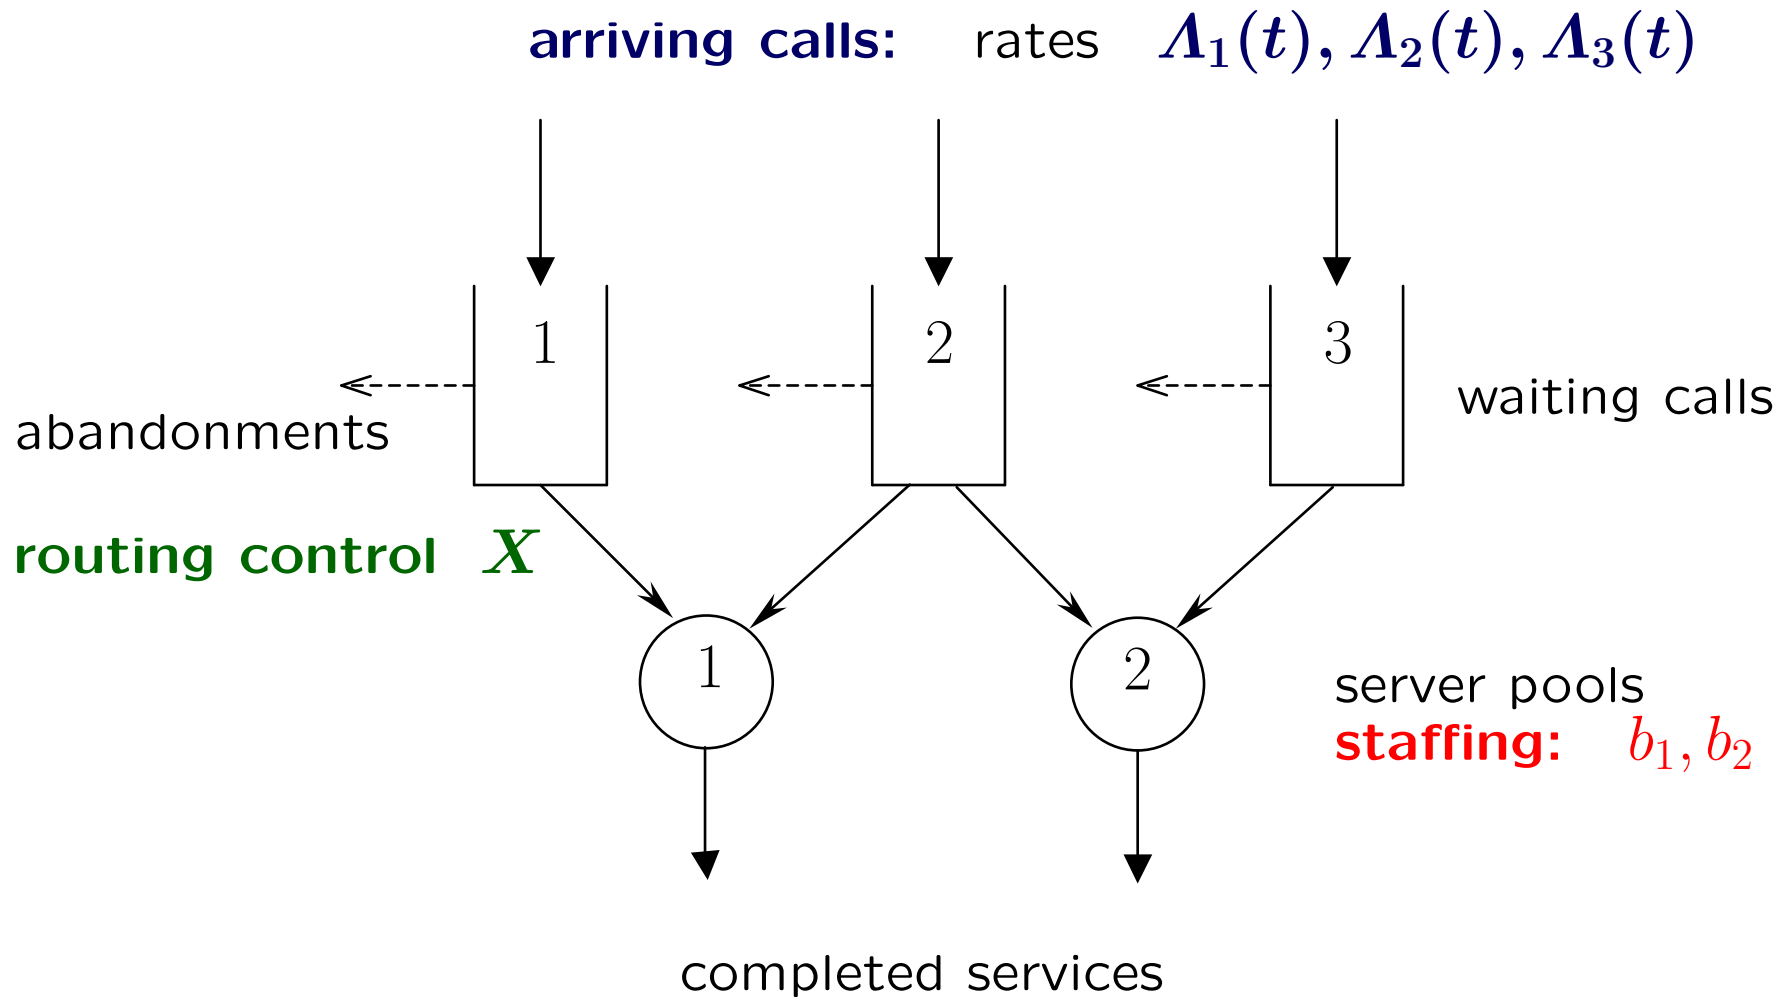 arriving calls: rates Λ₁(t), Λ₂(t), Λ₃(t)
1 2 3
waiting calls
abandonments
routing control X
1 2
server pools
staffing: b₁, b₂
completed services